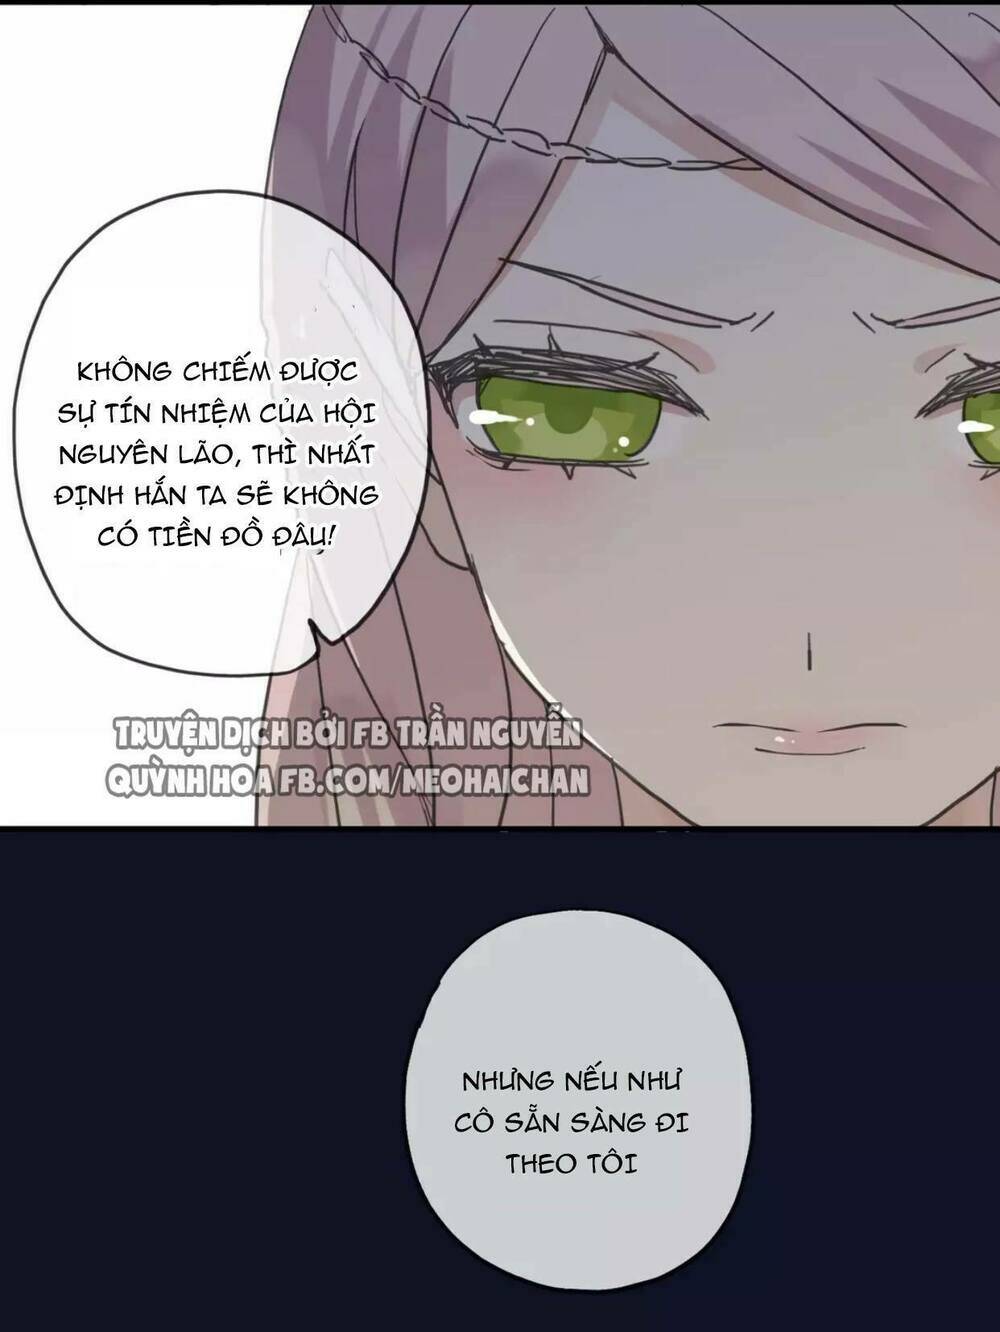 KHÔNG CHIẾM ĐƯỢC
SỰ TÍN NHIỆM CỦA HỘI
NGUYÊN LÃO, THÌ NHẤT
ĐỊNH HẮN TA SẼ KHÔNG
CÓ TIỀN ĐỒ ĐÂU!
TRUYỆN DỊCH BỞI FB TRẦN NGUYỄN
QUỲNH HOA FB.COM/MEOHAICHAN
NHƯNG NẾU NHƯ
CÔ SẴN SÀNG ĐI
THEO TÔI